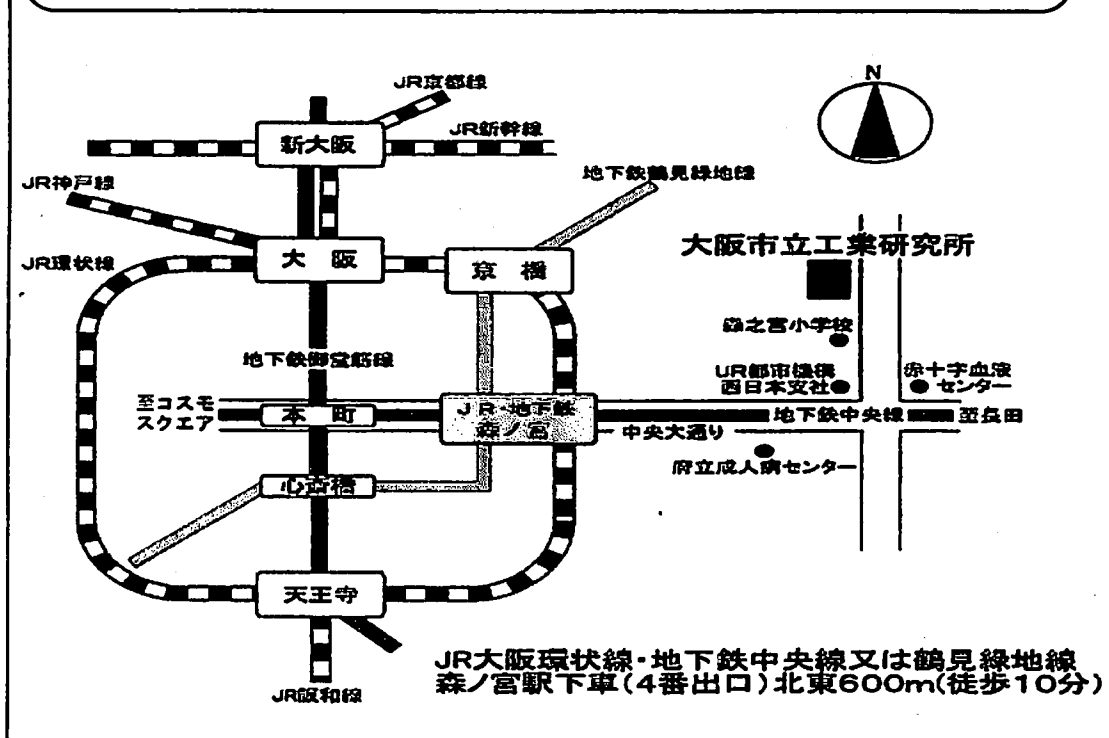 JR京都線
N
JR新幹線
新大阪
地下鉄鶴見緑地線
JR神戸線
大阪市立工業研究所
大阪
京橋
JR環状線
森之宮小学校
地下鉄御堂筋線
UR都市機構
西日本支社
赤十字血液
センター
至コスモ
スクエア
本町
JR・地下鉄
森ノ宮
地下鉄中央線
至長田
中央大通り
府立成人病センター
心斎橋
天王寺
JR阪和線
JR大阪環状線・地下鉄中央線又は鶴見緑地線
森ノ宮駅下車(4番出口)北東600m(徒歩10分)